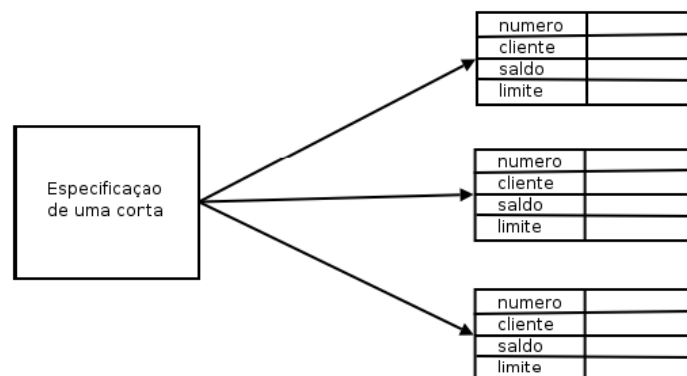 numero
cliente
saldo
limite
Especificaçao
de uma corta
numero
cliente
saldo
limite
numero
cliente
saldo
limite